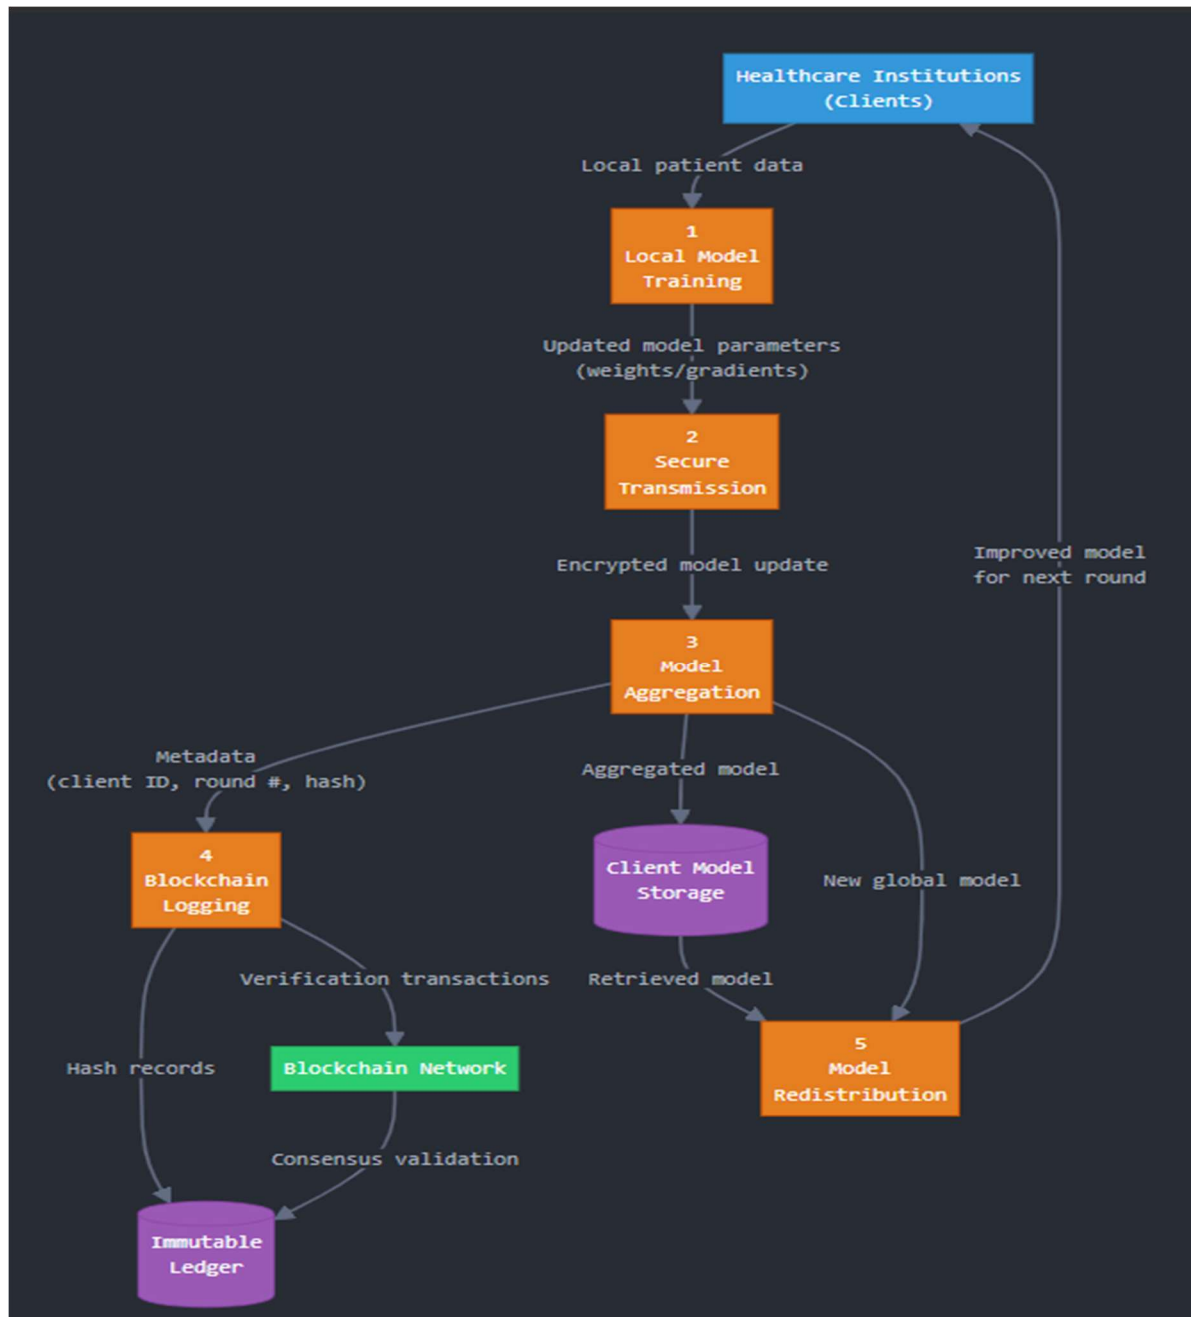 Healthcare Institutions
(Clients)
Local patient data
1
Local Model
Training
Updated model parameters
(weights/gradients)
2
Secure
Transmission
Encrypted model update
Improved model
for next round
3
Model
Aggregation
Metadata
(client ID, round #, hash)
Aggregated model
4
Blockchain
Logging
Client Model
Storage
New global model
Verification transactions
Retrieved model
Hash records
Blockchain Network
5
Model
Redistribution
Consensus validation
Immutable
Ledger